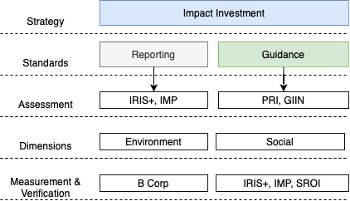 Strategy
Impact Investment
Standards
Reporting
Guidance
Assessment
IRIS+, IMP
PRI, GIIN
Dimensions
Environment
Social
Measurement &
Verification
B Corp
IRIS+, IMP, SROI